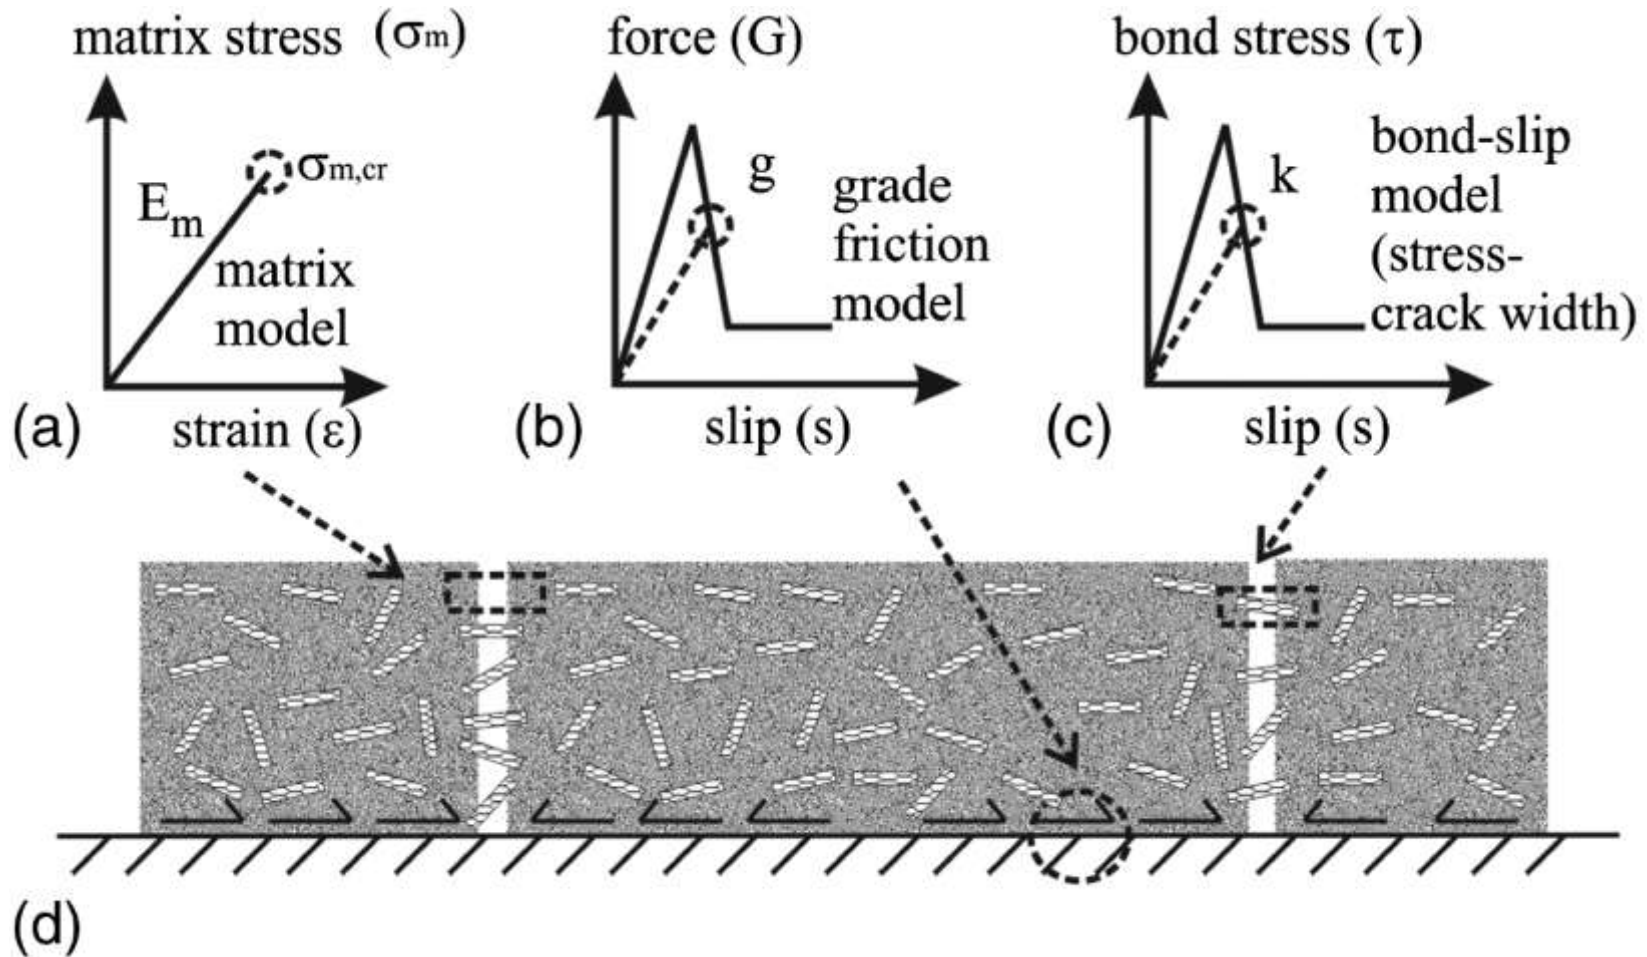 matrix stress (σm)
σm,cr
Em
matrix
model
(a)
strain (ε)
force (G)
g
grade
friction
model
(b)
slip (s)
bond stress (τ)
k
bond-slip
model
(stress-
crack width)
(c)
slip (s)
(d)